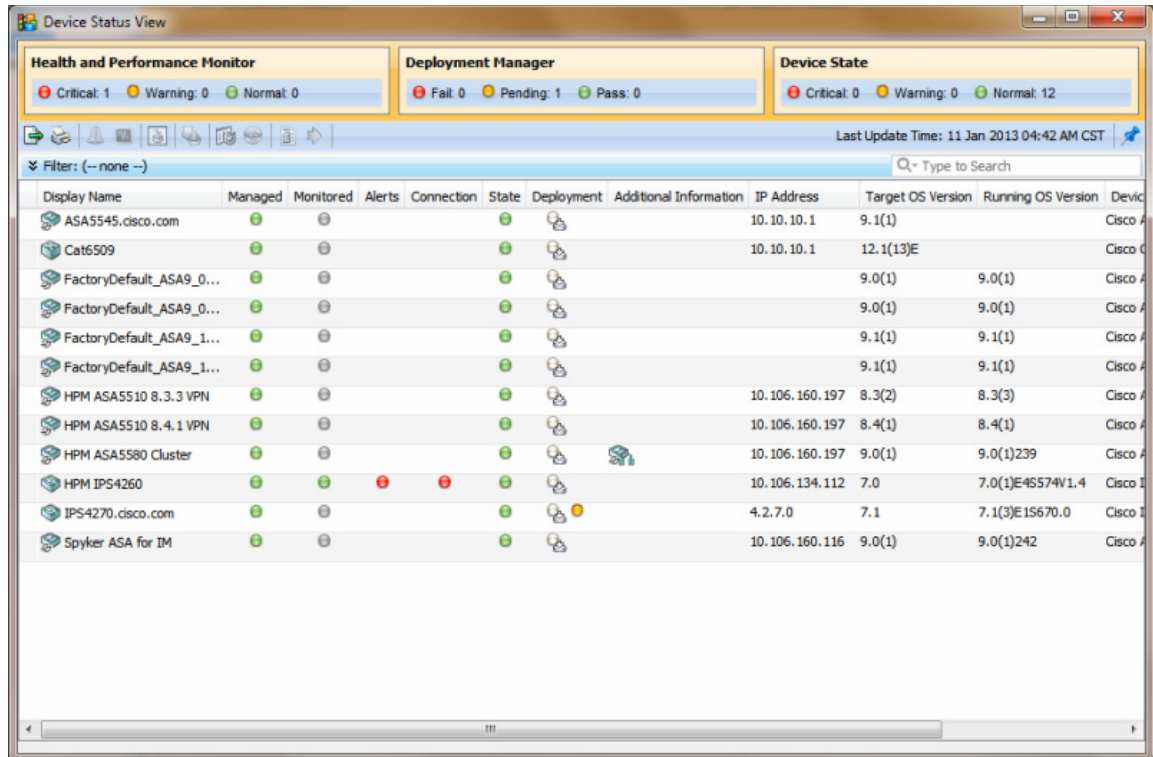 Device Status View
Health and Performance Monitor
Critical: 1 Warning: 0 Normal: 0
Deployment Manager
Fail: 0 Pending: 1 Pass: 0
Device State
Critical: 0 Warning: 0 Normal: 12
Last Update Time: 11 Jan 2013 04:42 AM CST
Filter: (-- none --)
Type to Search
Display Name Managed Monitored Alerts Connection State Deployment Additional Information IP Address Target OS Version Running OS Version Devic
ASA5545.cisco.com 10.10.10.1 9.1(1) Cisco A
Cat6509 10.10.10.1 12.1(13)E Cisco C
FactoryDefault_ASA9_0... 9.0(1) 9.0(1) Cisco A
FactoryDefault_ASA9_0... 9.0(1) 9.0(1) Cisco A
FactoryDefault_ASA9_1... 9.1(1) 9.1(1) Cisco A
FactoryDefault_ASA9_1... 9.1(1) 9.1(1) Cisco A
HPM ASA5510 8.3.3 VPN 10.106.160.197 8.3(2) 8.3(3) Cisco A
HPM ASA5510 8.4.1 VPN 10.106.160.197 8.4(1) 8.4(1) Cisco A
HPM ASA5580 Cluster 10.106.160.197 9.0(1) 9.0(1)239 Cisco A
HPM IPS4260 10.106.134.112 7.0 7.0(1)E4S574V1.4 Cisco I
IPS4270.cisco.com 4.2.7.0 7.1 7.1(3)E1S670.0 Cisco I
Spyker ASA for IM 10.106.160.116 9.0(1) 9.0(1)242 Cisco A